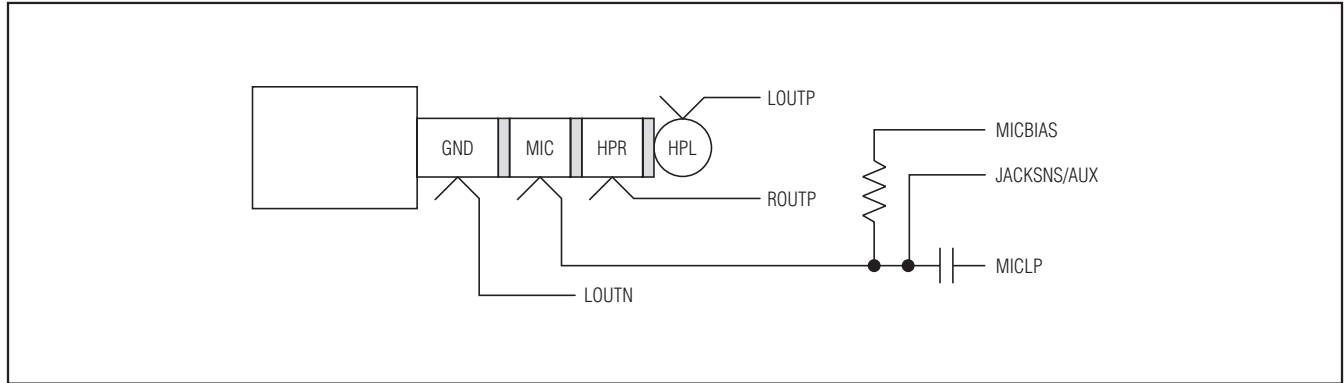 LOUTP
MICBIAS
GND MIC HPR HPL
JACKSNS/AUX
ROUTP
MICLP
LOUTN